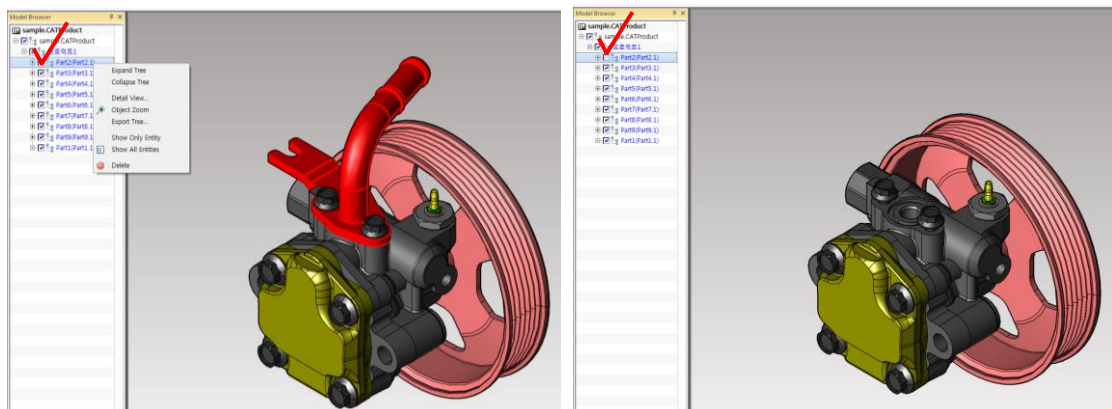 Model Browser
sample.CATProduct
sample.CATProduct
Part2(Part2.1)
Part3(Part3.1
Part4(Part4.1
Part5(Part5.1
Part6(Part6.1
Part7(Part7.1
Part8(Part8.1
Part9(Part9.1
Part1(Part1.1
Expand Tree
Collapse Tree
Detail View...
Object Zoom
Export Tree...
Show Only Entity
Show All Entities
Delete
Model Browser
sample.CATProduct
sample.CATProduct
Part2(Part2.1)
Part3(Part3.1)
Part4(Part4.1)
Part5(Part5.1)
Part6(Part6.1)
Part7(Part7.1)
Part8(Part8.1)
Part9(Part9.1)
Part1(Part1.1)